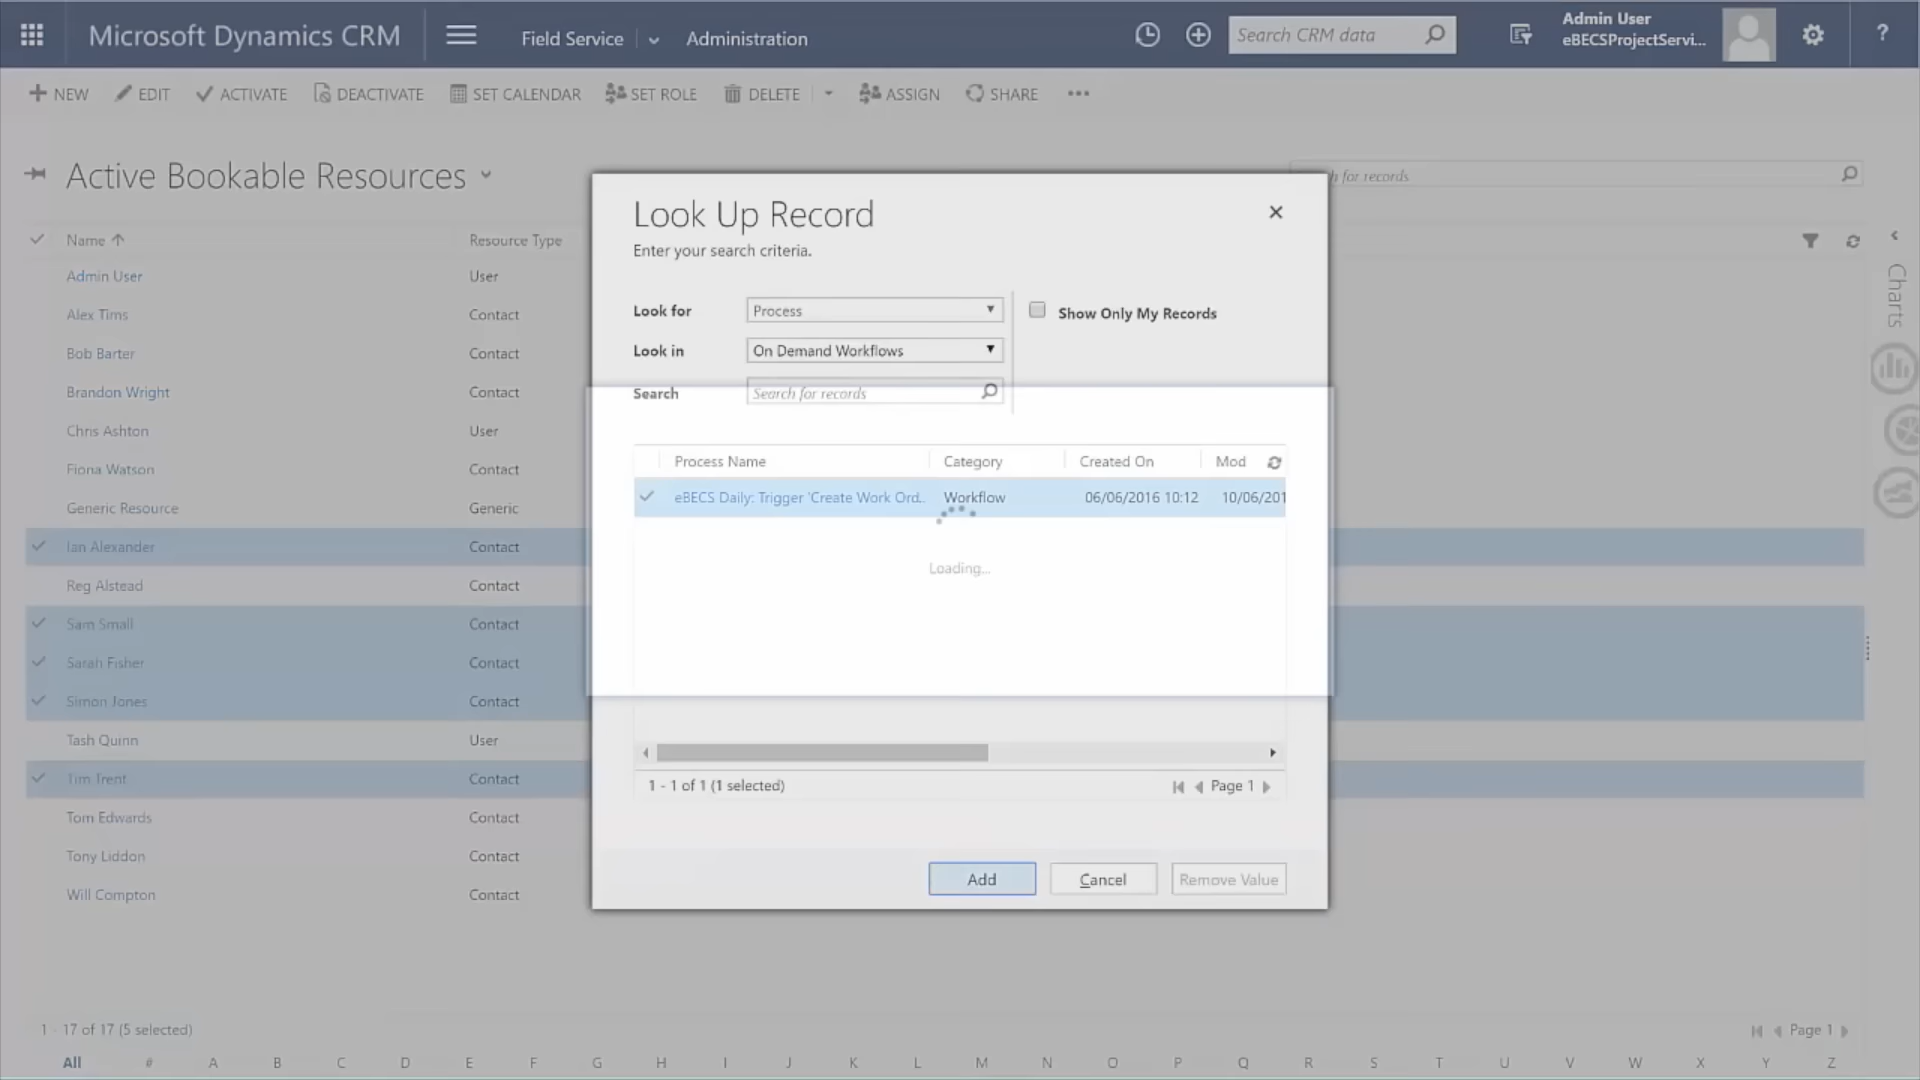 Microsoft Dynamics CRM
Field Service
Administration
Search CRM data
Admin User
eBECSProjectServi...
?
NEW
EDIT
ACTIVATE
DEACTIVATE
SET CALENDAR
SET ROLE
DELETE
ASSIGN
SHARE
Active Bookable Resources
h for records
Name
Resource Type
Admin User User
Alex Tims Contact
Bob Barter Contact
Brandon Wright Contact
Chris Ashton User
Fiona Watson Contact
Generic Resource Generic
Ian Alexander Contact
Reg Alstead Contact
Sam Small Contact
Sarah Fisher Contact
Simon Jones Contact
Tash Quinn User
Tim Trent Contact
Tom Edwards Contact
Tony Liddon Contact
Will Compton Contact
Charts
Look Up Record
Enter your search criteria.
Look for Process
Show Only My Records
Look in On Demand Workflows
Search Search for records
Process Name Category Created On Mod
eBECS Daily: Trigger 'Create Work Ord... Workflow 06/06/2016 10:12 10/06/201
Loading...
1 - 1 of 1 (1 selected)
Page 1
Add
Cancel
Remove Value
1 - 17 of 17 (5 selected)
Page 1
All # A B C D E F G H I J K L M N O P Q R S T U V W X Y Z